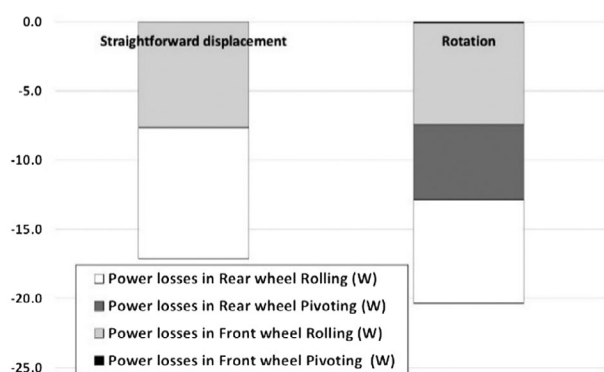 0.0
Straightforward displacement
Rotation
-5.0
-10.0
-15.0
-20.0
-25.0
Power losses in Rear wheel Rolling (W)
Power losses in Rear wheel Pivoting (W)
Power losses in Front wheel Rolling (W)
Power losses in Front wheel Pivoting (W)